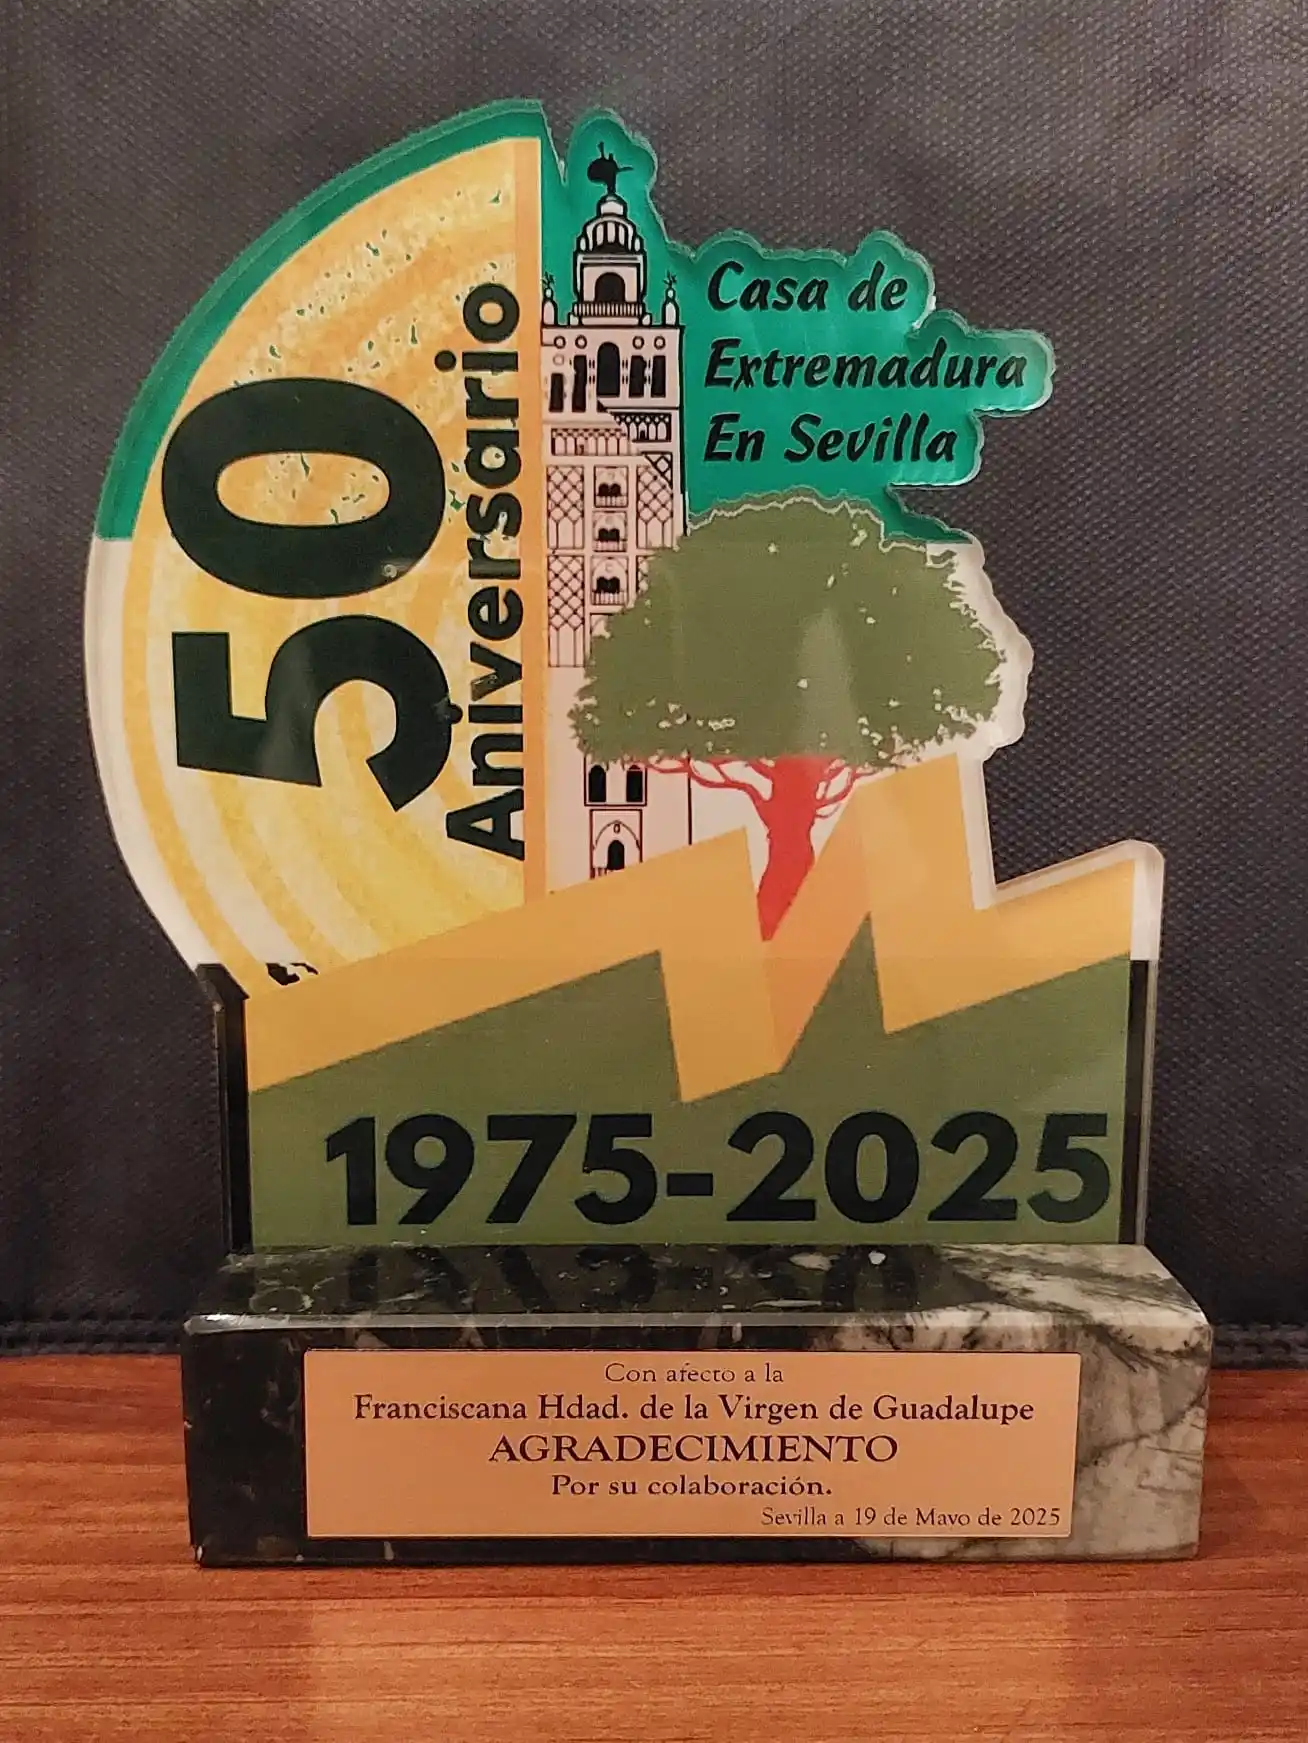 50
Aniversario
Casa de
Extremadura
En Sevilla
1975-2025
Con afecto a la
Franciscana Hdad. de la Virgen de Guadalupe
AGRADECIMIENTO
Por su colaboración.
Sevilla a 19 de Mayo de 2025